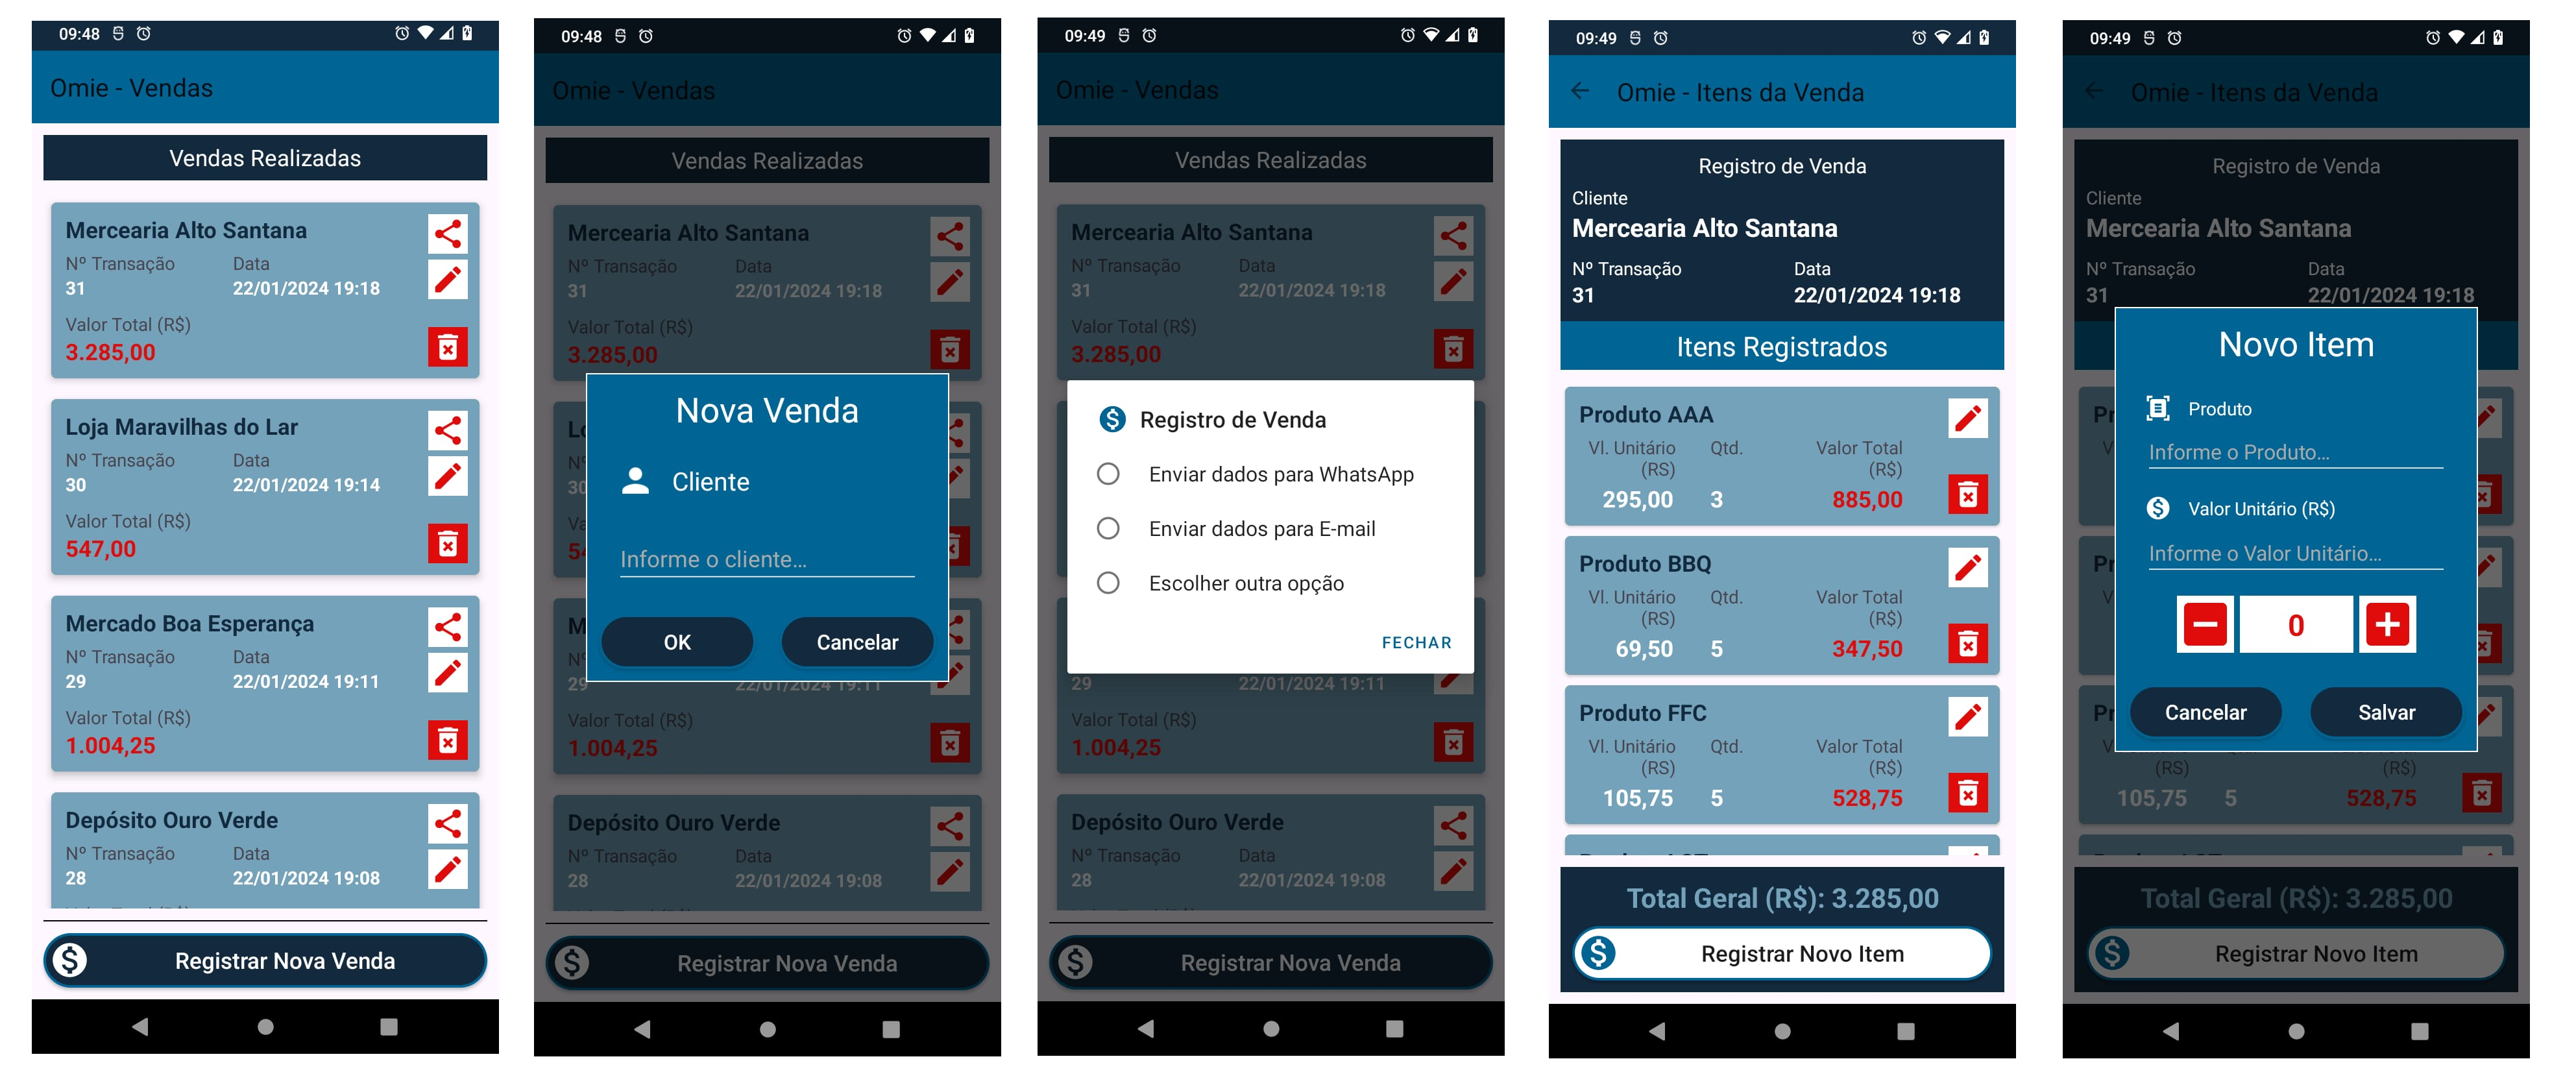 09:48
Omie - Vendas
Vendas Realizadas
Mercearia Alto Santana
Nº Transação Data
31 22/01/2024 19:18
Valor Total (R$)
3.285,00
Loja Maravilhas do Lar
Nº Transação Data
30 22/01/2024 19:14
Valor Total (R$)
547,00
Mercado Boa Esperança
Nº Transação Data
29 22/01/2024 19:11
Valor Total (R$)
1.004,25
Depósito Ouro Verde
Nº Transação Data
28 22/01/2024 19:08
Registrar Nova Venda
09:48
Omie - Vendas
Vendas Realizadas
Mercearia Alto Santana
Nº Transação Data
31 22/01/2024 19:18
Valor Total (R$)
3.285,00
Nova Venda
Cliente
Informe o cliente...
OK Cancelar
29 22/01/2024 19:11
Valor Total (R$)
1.004,25
Depósito Ouro Verde
Nº Transação Data
28 22/01/2024 19:08
Registrar Nova Venda
09:49
Omie - Vendas
Vendas Realizadas
Mercearia Alto Santana
Nº Transação Data
31 22/01/2024 19:18
Valor Total (R$)
3.285,00
Registro de Venda
Enviar dados para WhatsApp
Enviar dados para E-mail
Escolher outra opção
FECHAR
29 22/01/2024 19:11
Valor Total (R$)
1.004,25
Depósito Ouro Verde
Nº Transação Data
28 22/01/2024 19:08
Registrar Nova Venda
09:49
Omie - Itens da Venda
Registro de Venda
Cliente
Mercearia Alto Santana
Nº Transação Data
31 22/01/2024 19:18
Itens Registrados
Produto AAA
Vl. Unitário Qtd. Valor Total
(RS) (R$)
295,00 3 885,00
Produto BBQ
Vl. Unitário Qtd. Valor Total
(RS) (R$)
69,50 5 347,50
Produto FFC
Vl. Unitário Qtd. Valor Total
(RS) (R$)
105,75 5 528,75
Total Geral (R$): 3.285,00
Registrar Novo Item
09:49
Omie - Itens da Venda
Registro de Venda
Cliente
Mercearia Alto Santana
Nº Transação Data
31 22/01/2024 19:18
Novo Item
Produto
Informe o Produto...
Valor Unitário (R$)
Informe o Valor Unitário...
0
Cancelar Salvar
(RS) (R$)
105,75 5 528,75
Total Geral (R$): 3.285,00
Registrar Novo Item